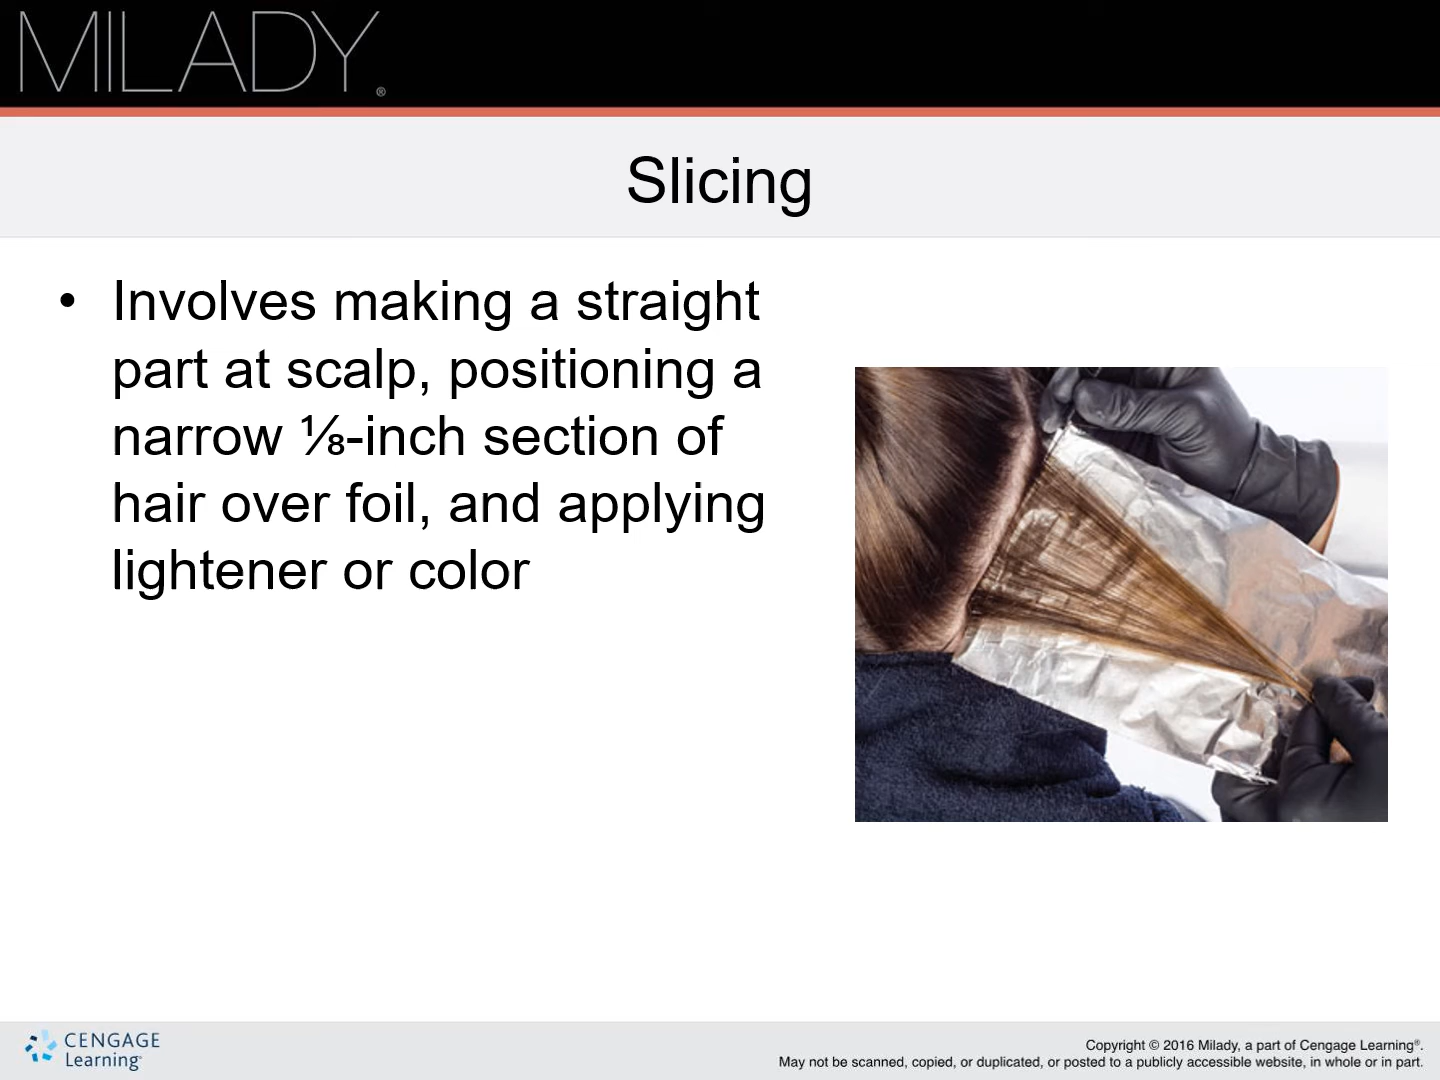 MILADY®
Slicing
• Involves making a straight
part at scalp, positioning a
narrow ⅛-inch section of
hair over foil, and applying
lightener or color
CENGAGE
Learning®
Copyright © 2016 Milady, a part of Cengage Learning®.
May not be scanned, copied, or duplicated, or posted to a publicly accessible website, in whole or in part.